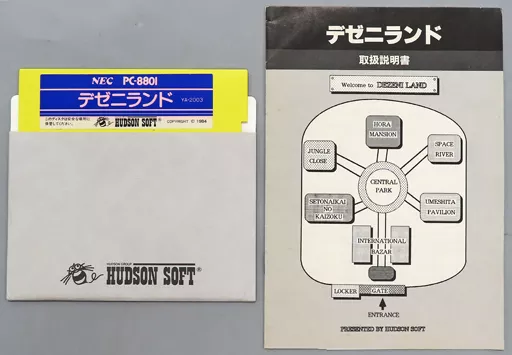 NEC PC-8801
デゼニランド YA-2003
HUDSON SOFT COPYRIGHT © 1984
HUDSON GROUP
HUDSON SOFT®
デゼニランド
取扱説明書
Welcome to DEZENI LAND
HORA
MANSION
JUNGLE
CLOSE
SPACE
RIVER
CENTRAL
PARK
SETONAIKAI
NO
KAIZOKU
UMESHITA
PAVILION
INTERNATIONAL
BAZAR
LOCKER GATE
ENTRANCE
PRESENTED BY HUDSON SOFT